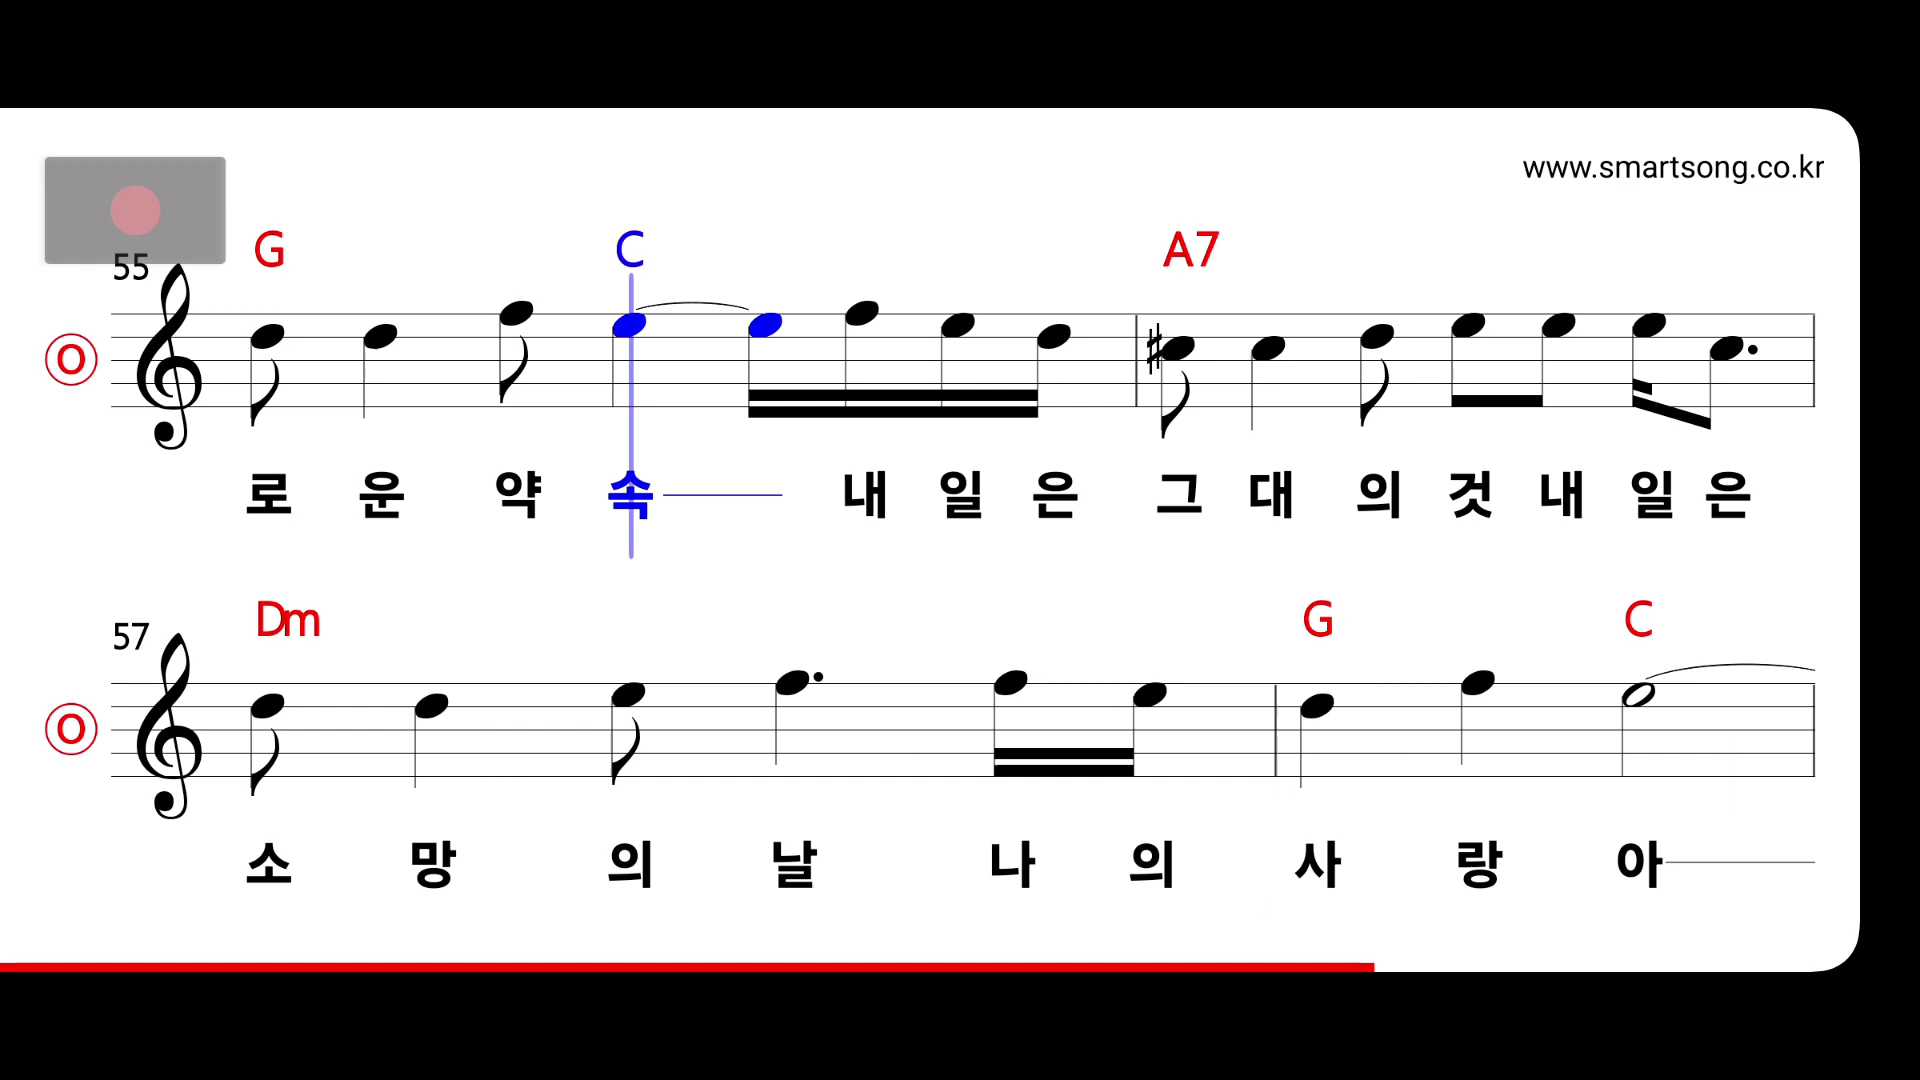 www.smartsong.co.kr
55 G C A7
O
로 운 약 속 내 일 은 그 대 의 것 내 일 은
57 Dm G C
O
소 망 의 날 나 의 사 랑 아